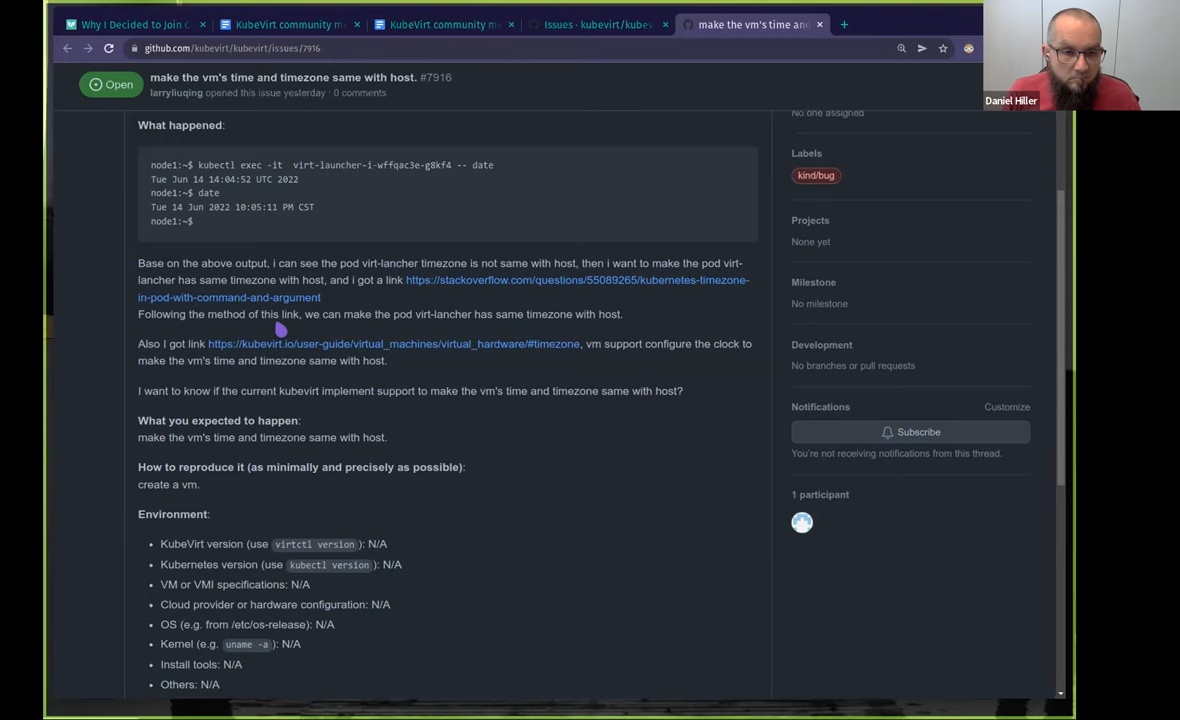 Why I Decided to Join C
KubeVirt community m
KubeVirt community m
Issues · kubevirt/kube
make the vm's time and
github.com/kubevirt/kubevirt/issues/7916
Open
make the vm's time and timezone same with host. #7916
larryliuqing opened this issue yesterday · 0 comments
Daniel Hiller
What happened:
node1:~$ kubectl exec -it  virt-launcher-i-wffqac3e-g8kf4 -- date
Tue Jun 14 14:04:52 UTC 2022
node1:~$ date
Tue 14 Jun 2022 10:05:11 PM CST
node1:~$
Base on the above output, i can see the pod virt-lancher timezone is not same with host, then i want to make the pod virt-
lancher has same timezone with host, and i got a link https://stackoverflow.com/questions/55089265/kubernetes-timezone-
in-pod-with-command-and-argument
Following the method of this link, we can make the pod virt-lancher has same timezone with host.
Also I got link https://kubevirt.io/user-guide/virtual_machines/virtual_hardware/#timezone, vm support configure the clock to
make the vm's time and timezone same with host.
I want to know if the current kubevirt implement support to make the vm's time and timezone same with host?
What you expected to happen:
make the vm's time and timezone same with host.
How to reproduce it (as minimally and precisely as possible):
create a vm.
Environment:
• KubeVirt version (use virtctl version): N/A
• Kubernetes version (use kubectl version): N/A
• VM or VMI specifications: N/A
• Cloud provider or hardware configuration: N/A
• OS (e.g. from /etc/os-release): N/A
• Kernel (e.g. uname -a): N/A
• Install tools: N/A
• Others: N/A
No one assigned
Labels
kind/bug
Projects
None yet
Milestone
No milestone
Development
No branches or pull requests
Notifications
Customize
Subscribe
You're not receiving notifications from this thread.
1 participant